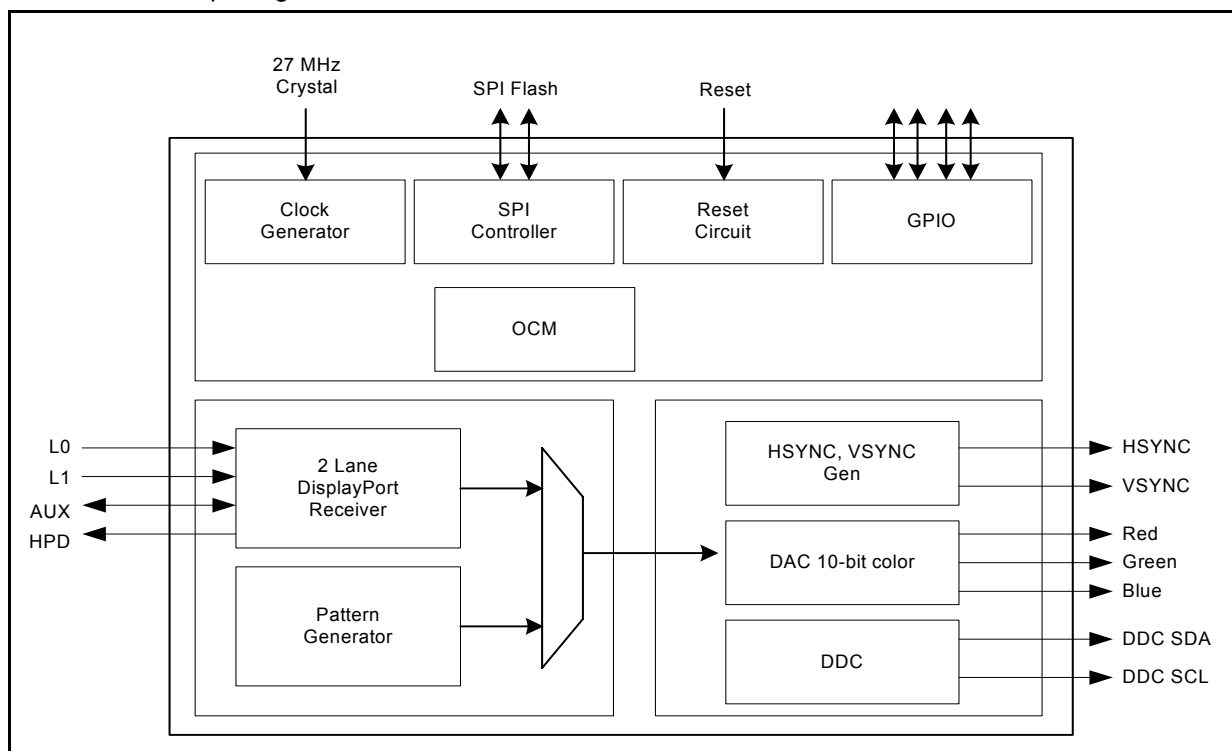 27 MHz
Crystal
SPI Flash
Reset
Clock
Generator
SPI
Controller
Reset
Circuit
GPIO
OCM
L0
L1
AUX
HPD
2 Lane
DisplayPort
Receiver
Pattern
Generator
HSYNC, VSYNC
Gen
DAC 10-bit color
DDC
HSYNC
VSYNC
Red
Green
Blue
DDC SDA
DDC SCL